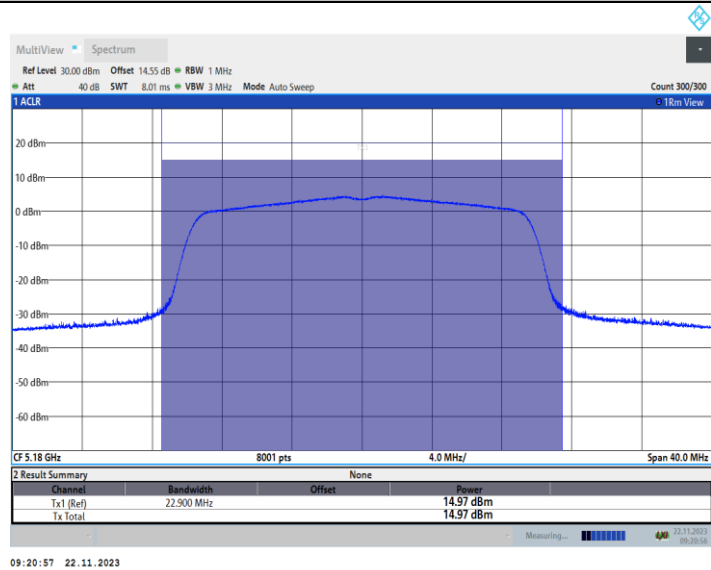 MultiView Spectrum
Ref Level 30.00 dBm Offset 14.55 dB RBW 1 MHz
Att 40 dB SWT 8.01 ms VBW 3 MHz Mode Auto Sweep Count 300/300
1 ACLR 1Rm View
20 dBm
10 dBm
0 dBm
-10 dBm
-20 dBm
-30 dBm
-40 dBm
-50 dBm
-60 dBm
CF 5.18 GHz 8001 pts 4.0 MHz/ Span 40.0 MHz
2 Result Summary None
Channel Bandwidth Offset Power
Tx1 (Ref) 22.900 MHz 14.97 dBm
Tx Total 14.97 dBm
Measuring... 22.11.2023
09:20:56
09:20:57 22.11.2023